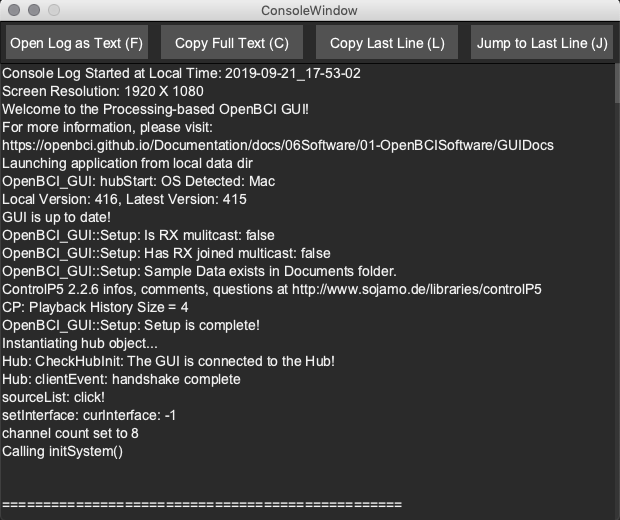 ConsoleWindow
Open Log as Text (F) Copy Full Text (C) Copy Last Line (L) Jump to Last Line (J)
Console Log Started at Local Time: 2019-09-21_17-53-02
Screen Resolution: 1920 X 1080
Welcome to the Processing-based OpenBCI GUI!
For more information, please visit:
https://openbci.github.io/Documentation/docs/06Software/01-OpenBCISoftware/GUIDocs
Launching application from local data dir
OpenBCI_GUI: hubStart: OS Detected: Mac
Local Version: 416, Latest Version: 415
GUI is up to date!
OpenBCI_GUI::Setup: Is RX mulitcast: false
OpenBCI_GUI::Setup: Has RX joined multicast: false
OpenBCI_GUI::Setup: Sample Data exists in Documents folder.
ControlP5 2.2.6 infos, comments, questions at http://www.sojamo.de/libraries/controlP5
CP: Playback History Size = 4
OpenBCI_GUI::Setup: Setup is complete!
Instantiating hub object...
Hub: CheckHubInit: The GUI is connected to the Hub!
Hub: clientEvent: handshake complete
sourceList: click!
setInterface: curInterface: -1
channel count set to 8
Calling initSystem()
=================================================